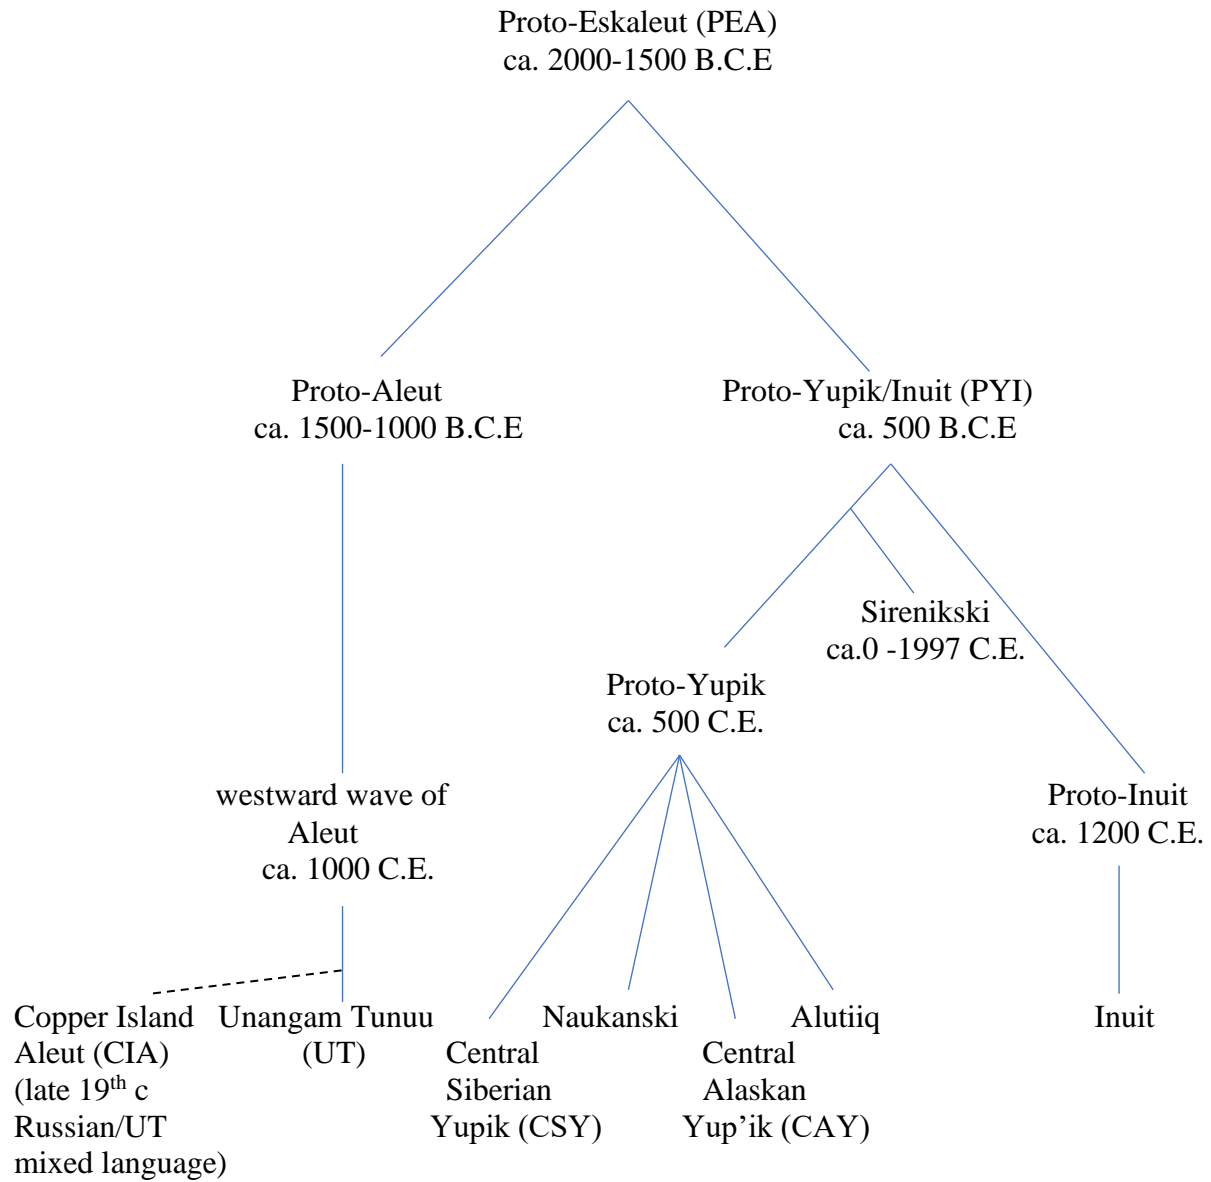 Proto-Eskaleut (PEA)
ca. 2000-1500 B.C.E
Proto-Aleut
ca. 1500-1000 B.C.E
Proto-Yupik/Inuit (PYI)
ca. 500 B.C.E
Sirenikski
ca.0 -1997 C.E.
Proto-Yupik
ca. 500 C.E.
westward wave of
Aleut
ca. 1000 C.E.
Proto-Inuit
ca. 1200 C.E.
Copper Island
Aleut (CIA)
(late 19th c
Russian/UT
mixed language)
Unangam Tunuu
(UT)
Central
Siberian
Yupik (CSY)
Naukanski
Central
Alaskan
Yup’ik (CAY)
Alutiiq
Inuit